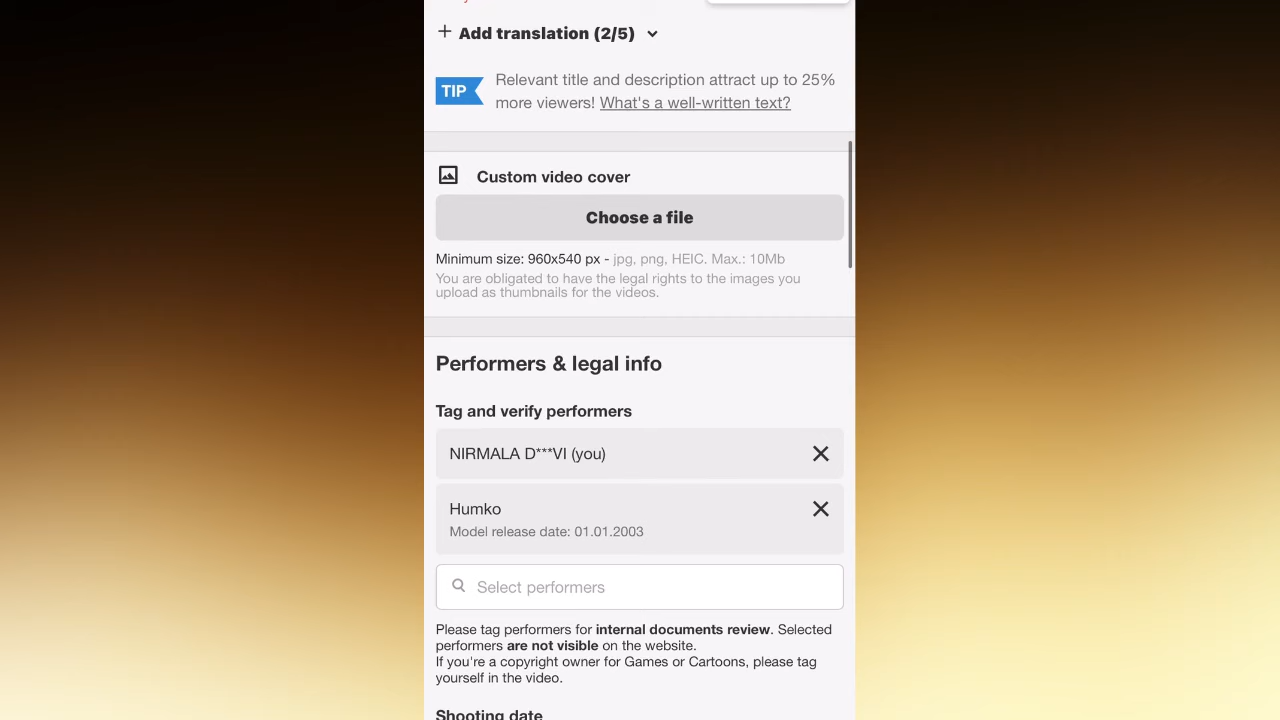 + Add translation (2/5)
TIP
Relevant title and description attract up to 25%
more viewers! What's a well-written text?
Custom video cover
Choose a file
Minimum size: 960x540 px - jpg, png, HEIC. Max.: 10Mb
You are obligated to have the legal rights to the images you
upload as thumbnails for the videos.
Performers & legal info
Tag and verify performers
NIRMALA D***VI (you)
Humko
Model release date: 01.01.2003
Select performers
Please tag performers for internal documents review. Selected
performers are not visible on the website.
If you're a copyright owner for Games or Cartoons, please tag
yourself in the video.
Shooting date